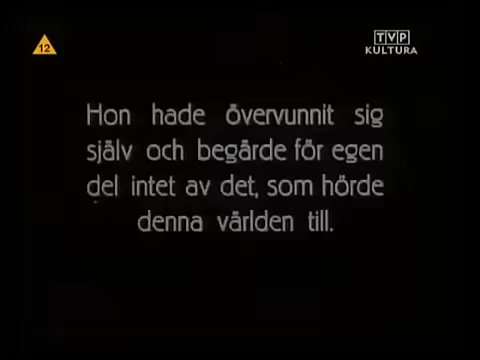 12
TVP
KULTURA
Hon hade övervunnit sig
själv och begärde för egen
del intet av det, som hörde
denna världen till.